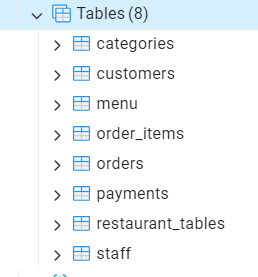 Tables (8)
categories
customers
menu
order_items
orders
payments
restaurant_tables
staff